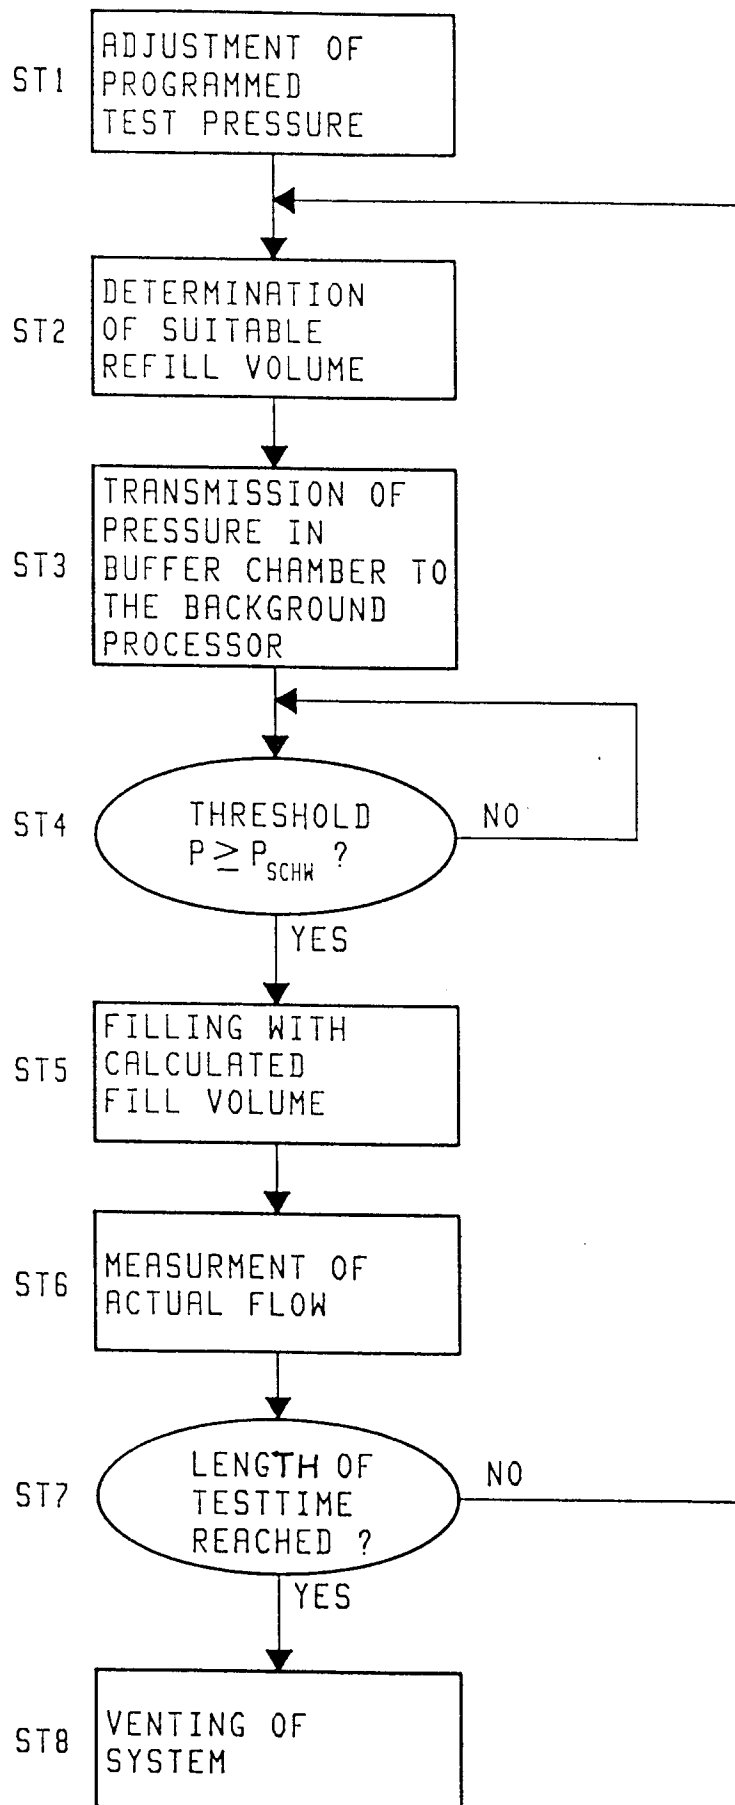 ST1
ADJUSTMENT OF
PROGRAMMED
TEST PRESSURE
ST2
DETERMINATION
OF SUITABLE
REFILL VOLUME
ST3
TRANSMISSION OF
PRESSURE IN
BUFFER CHAMBER TO
THE BACKGROUND
PROCESSOR
ST4
THRESHOLD
P ≥ P_SCHW ?
NO
YES
ST5
FILLING WITH
CALCULATED
FILL VOLUME
ST6
MEASURMENT OF
ACTUAL FLOW
ST7
LENGTH OF
TESTTIME
REACHED ?
NO
YES
ST8
VENTING OF
SYSTEM